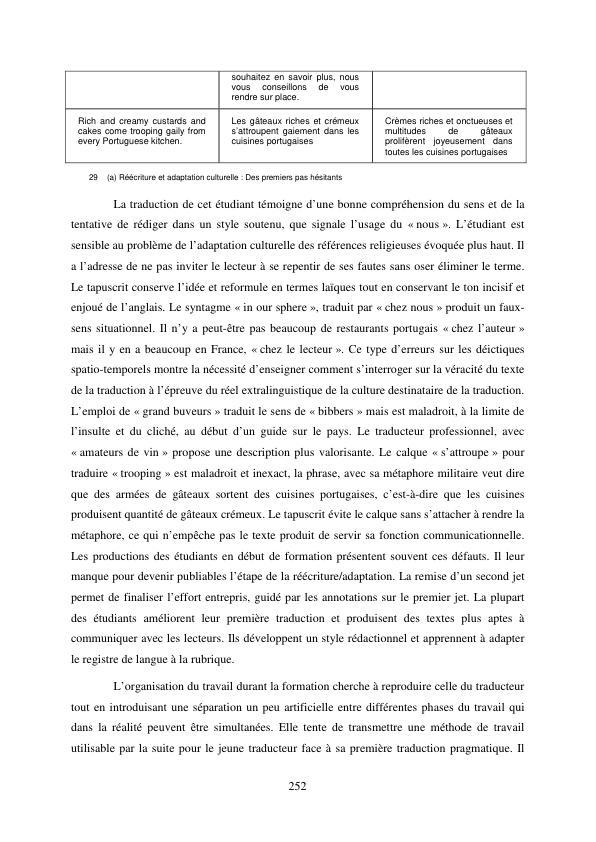 souhaitez en savoir plus, nous
vous conseillons de vous
rendre sur place.
Rich and creamy custards and
cakes come trooping gaily from
every Portuguese kitchen.
Les gâteaux riches et crémeux
s'attroupent gaiement dans les
cuisines portugaises
Crèmes riches et onctueuses et
multitudes de gâteaux
prolifèrent joyeusement dans
toutes les cuisines portugaises
29 (a) Réécriture et adaptation culturelle : Des premiers pas hésitants
La traduction de cet étudiant témoigne d'une bonne compréhension du sens et de la
tentative de rédiger dans un style soutenu, que signale l'usage du « nous ». L'étudiant est
sensible au problème de l'adaptation culturelle des références religieuses évoquée plus haut. Il
a l'adresse de ne pas inviter le lecteur à se repentir de ses fautes sans oser éliminer le terme.
Le tapuscrit conserve l'idée et reformule en termes laïques tout en conservant le ton incisif et
enjoué de l'anglais. Le syntagme « in our sphere », traduit par « chez nous » produit un faux-
sens situationnel. Il n'y a peut-être pas beaucoup de restaurants portugais « chez l'auteur »
mais il y en a beaucoup en France, « chez le lecteur ». Ce type d'erreurs sur les déictiques
spatio-temporels montre la nécessité d'enseigner comment s'interroger sur la véracité du texte
de la traduction à l'épreuve du réel extralinguistique de la culture destinataire de la traduction.
L'emploi de « grand buveurs » traduit le sens de « bibbers » mais est maladroit, à la limite de
l'insulte et du cliché, au début d'un guide sur le pays. Le traducteur professionnel, avec
« amateurs de vin » propose une description plus valorisante. Le calque « s'attroupe » pour
traduire « trooping » est maladroit et inexact, la phrase, avec sa métaphore militaire veut dire
que des armées de gâteaux sortent des cuisines portugaises, c'est-à-dire que les cuisines
produisent quantité de gâteaux crémeux. Le tapuscrit évite le calque sans s'attacher à rendre la
métaphore, ce qui n'empêche pas le texte produit de servir sa fonction communicationnelle.
Les productions des étudiants en début de formation présentent souvent ces défauts. Il leur
manque pour devenir publiables l'étape de la réécriture/adaptation. La remise d'un second jet
permet de finaliser l'effort entrepris, guidé par les annotations sur le premier jet. La plupart
des étudiants améliorent leur première traduction et produisent des textes plus aptes à
communiquer avec les lecteurs. Ils développent un style rédactionnel et apprennent à adapter
le registre de langue à la rubrique.
L'organisation du travail durant la formation cherche à reproduire celle du traducteur
tout en introduisant une séparation un peu artificielle entre différentes phases du travail qui
dans la réalité peuvent être simultanées. Elle tente de transmettre une méthode de travail
utilisable par la suite pour le jeune traducteur face à sa première traduction pragmatique. Il
252